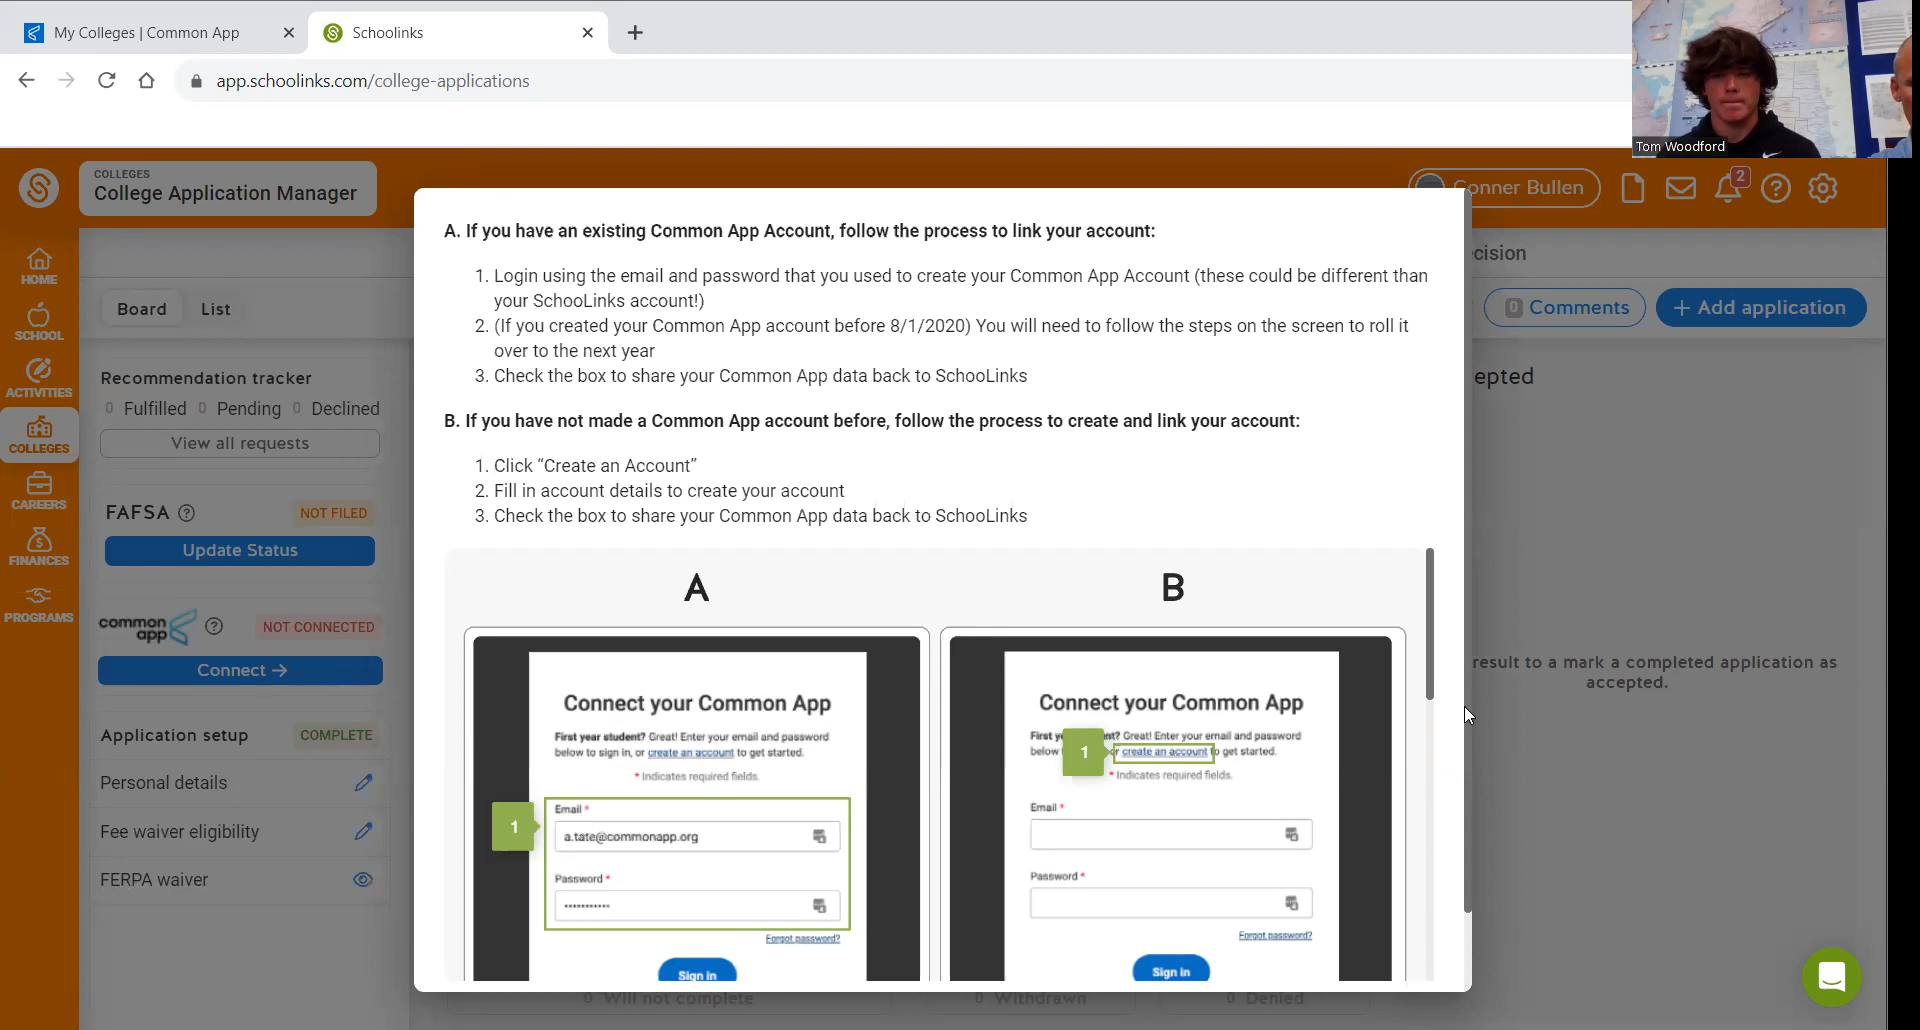 My Colleges | Common App
Schoolinks
app.schoolinks.com/college-applications
Tom Woodford
COLLEGES
College Application Manager
Conner Bullen
2
HOME
SCHOOL
ACTIVITIES
COLLEGES
CAREERS
FINANCES
PROGRAMS
Board
List
Recommendation tracker
0 Fulfilled 0 Pending 0 Declined
View all requests
FAFSA ?
NOT FILED
Update Status
common app ?
NOT CONNECTED
Connect →
Application setup
COMPLETE
Personal details
Fee waiver eligibility
FERPA waiver
A. If you have an existing Common App Account, follow the process to link your account:
1. Login using the email and password that you used to create your Common App Account (these could be different than
your SchooLinks account!)
2. (If you created your Common App account before 8/1/2020) You will need to follow the steps on the screen to roll it
over to the next year
3. Check the box to share your Common App data back to SchooLinks
B. If you have not made a Common App account before, follow the process to create and link your account:
1. Click “Create an Account”
2. Fill in account details to create your account
3. Check the box to share your Common App data back to SchooLinks
A
Connect your Common App
First year student? Great! Enter your email and password
below to sign in, or create an account to get started.
* Indicates required fields.
1
Email *
a.tate@commonapp.org
Password *
Forgot password?
Sign in
B
Connect your Common App
First ye nt? Great! Enter your email and password
below r create an account to get started.
1
* Indicates required fields.
Email *
Password *
Forgot password?
Sign in
cision
0 Comments
+ Add application
epted
result to a mark a completed application as
accepted.
0 Will not complete
0 Withdrawn
0 Denied